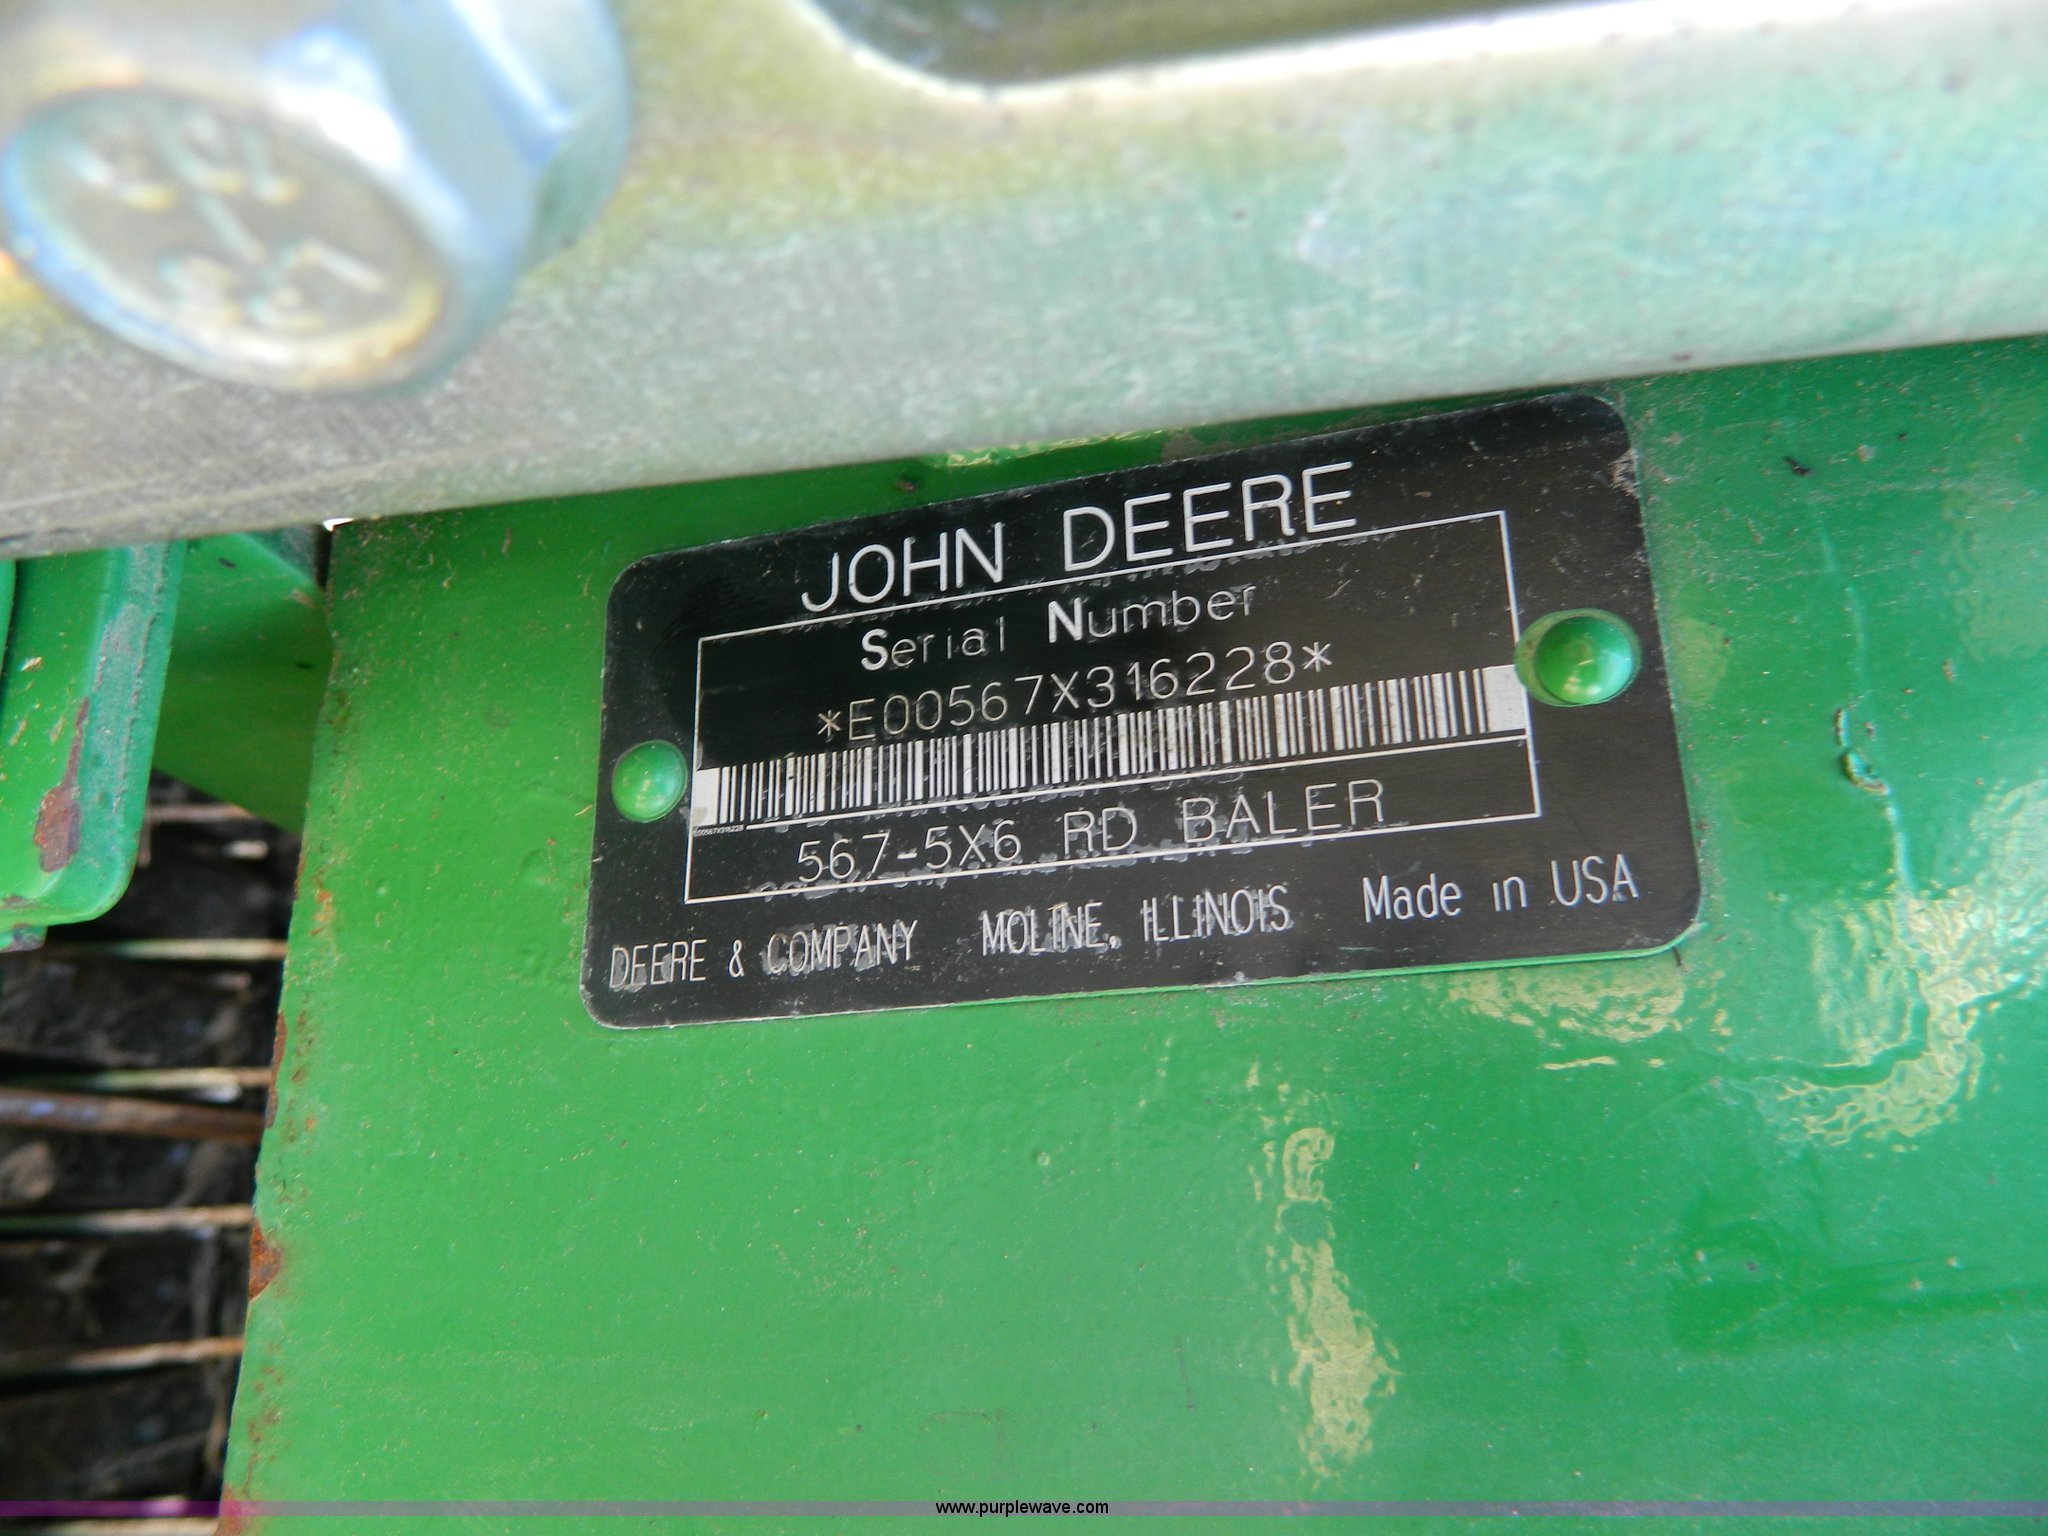 JOHN DEERE
Serial Number
*E00567X316228*
E00567X316228
567-5X6 RD BALER
DEERE & COMPANY MOLINE, ILLINOIS Made in USA
www.purplewave.com